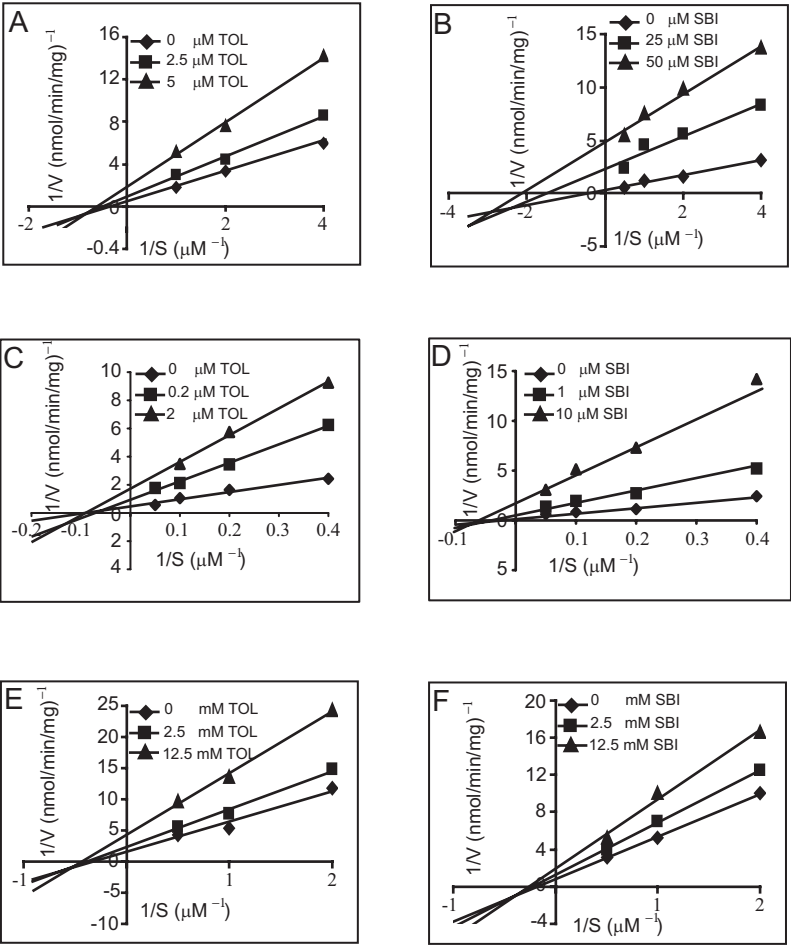 A
1/V (nmol/min/mg)⁻¹
0 μM TOL
2.5 μM TOL
5 μM TOL
16
12
8
4
0
-0.4
-2
2
4
1/S (μM⁻¹)
B
1/V (nmol/min/mg)⁻¹
0 μM SBI
25 μM SBI
50 μM SBI
15
10
5
0
-5
-4
-2
2
4
1/S (μM⁻¹)
C
1/V (nmol/min/mg)⁻¹
0 μM TOL
0.2 μM TOL
2 μM TOL
10
8
6
4
2
0
2
4
-0.2
-0.1
0.1
0.2
0.3
0.4
1/S (μM⁻¹)
D
1/V (nmol/min/mg)⁻¹
0 μM SBI
1 μM SBI
10 μM SBI
15
10
5
0
5
-0.1
0.1
0.2
0.3
0.4
1/S (μM⁻¹)
E
1/V (nmol/min/mg)⁻¹
0 mM TOL
2.5 mM TOL
12.5 mM TOL
25
20
15
10
5
0
-5
-10
-1
1
2
1/S (μM⁻¹)
F
1/V (nmol/min/mg)⁻¹
0 mM SBI
2.5 mM SBI
12.5 mM SBI
20
16
12
8
4
0
-4
-1
1
2
1/S (μM⁻¹)